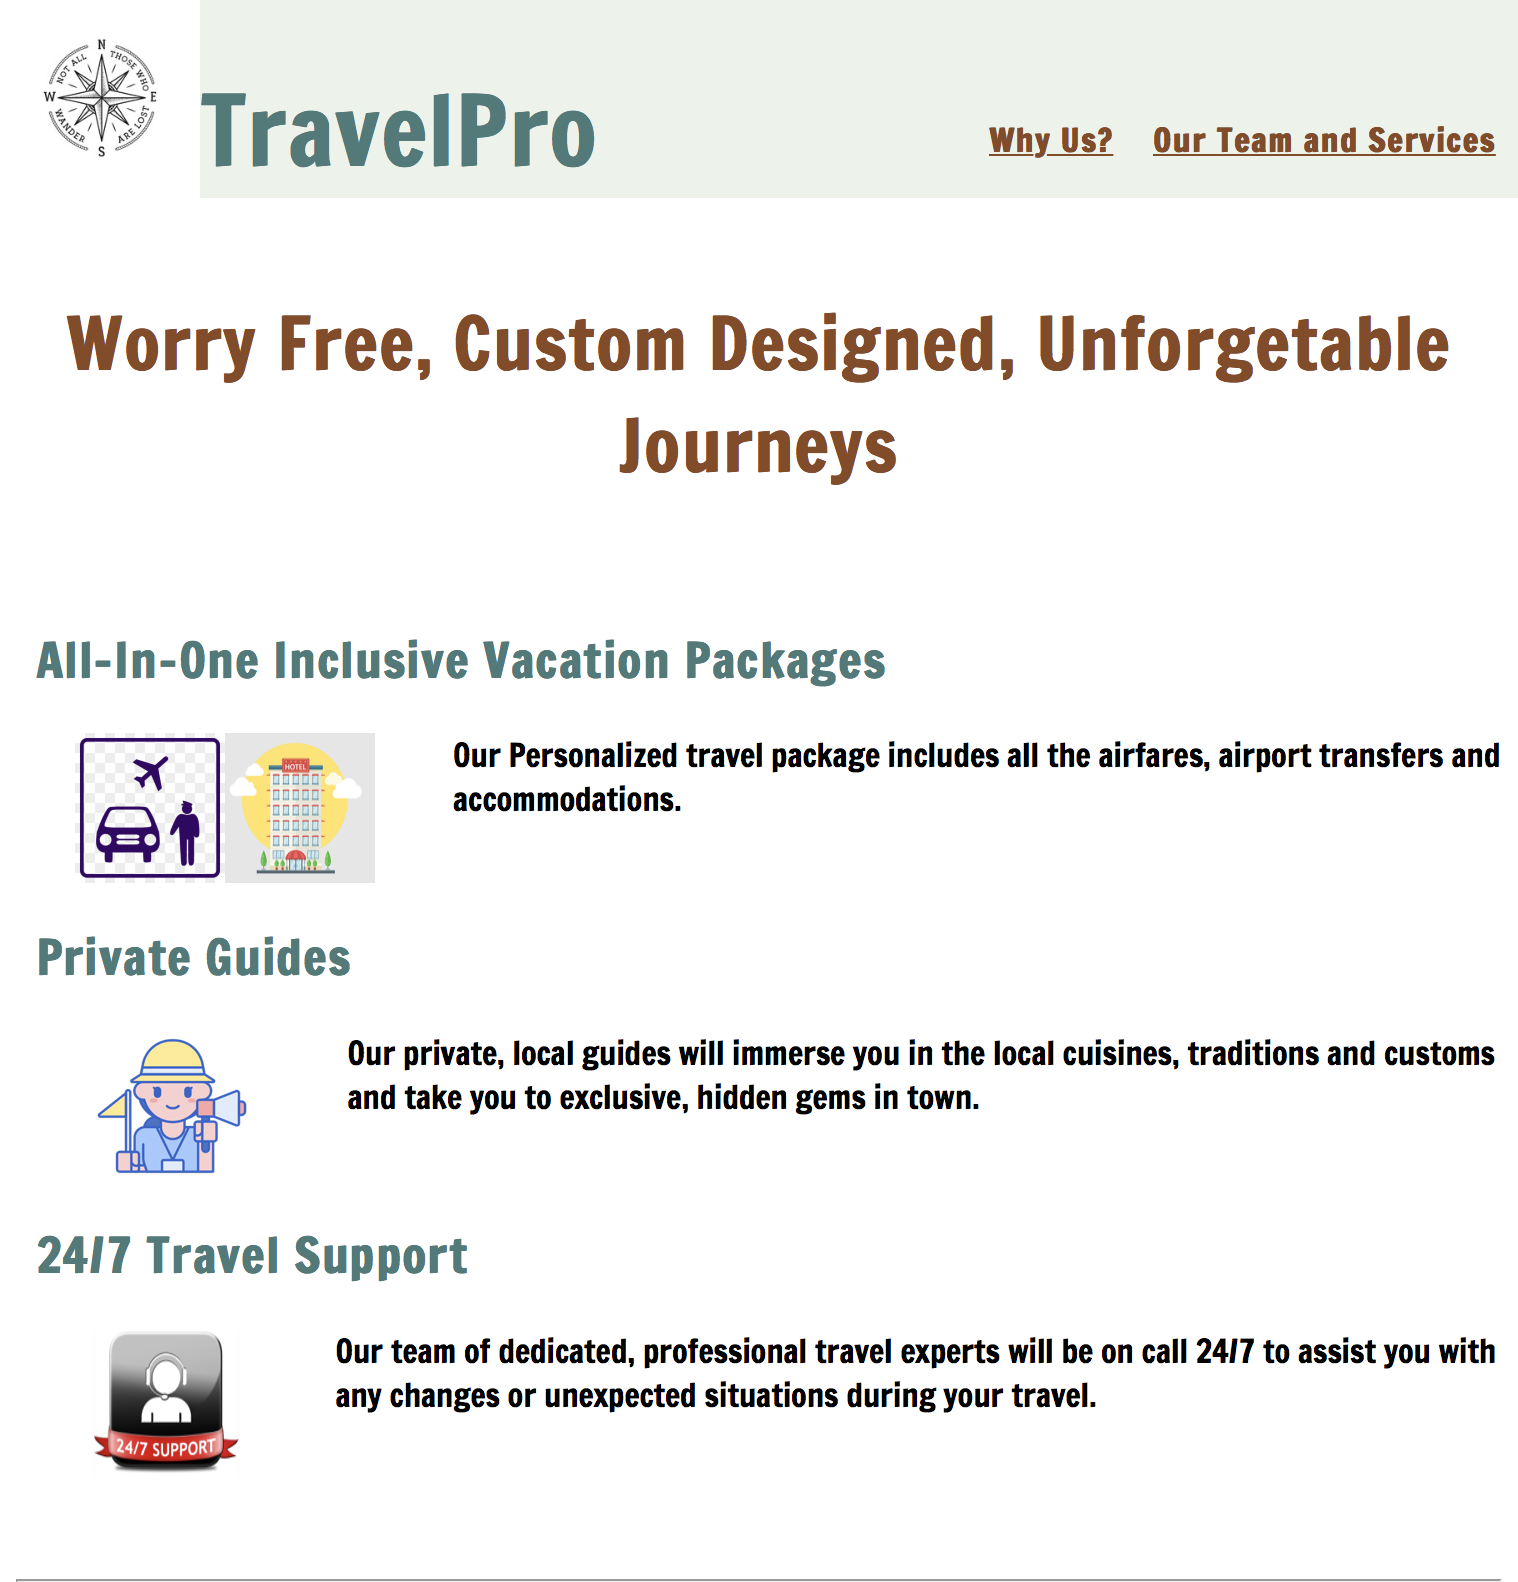 N
NOT ALL THOSE WHO
W E
WANDER ARE LOST
S
TravelPro
Why Us? Our Team and Services
Worry Free, Custom Designed, Unforgetable
Journeys
All-In-One Inclusive Vacation Packages
HOTEL
Our Personalized travel package includes all the airfares, airport transfers and
accommodations.
Private Guides
Our private, local guides will immerse you in the local cuisines, traditions and customs
and take you to exclusive, hidden gems in town.
24/7 Travel Support
Our team of dedicated, professional travel experts will be on call 24/7 to assist you with
any changes or unexpected situations during your travel.
24/7 SUPPORT